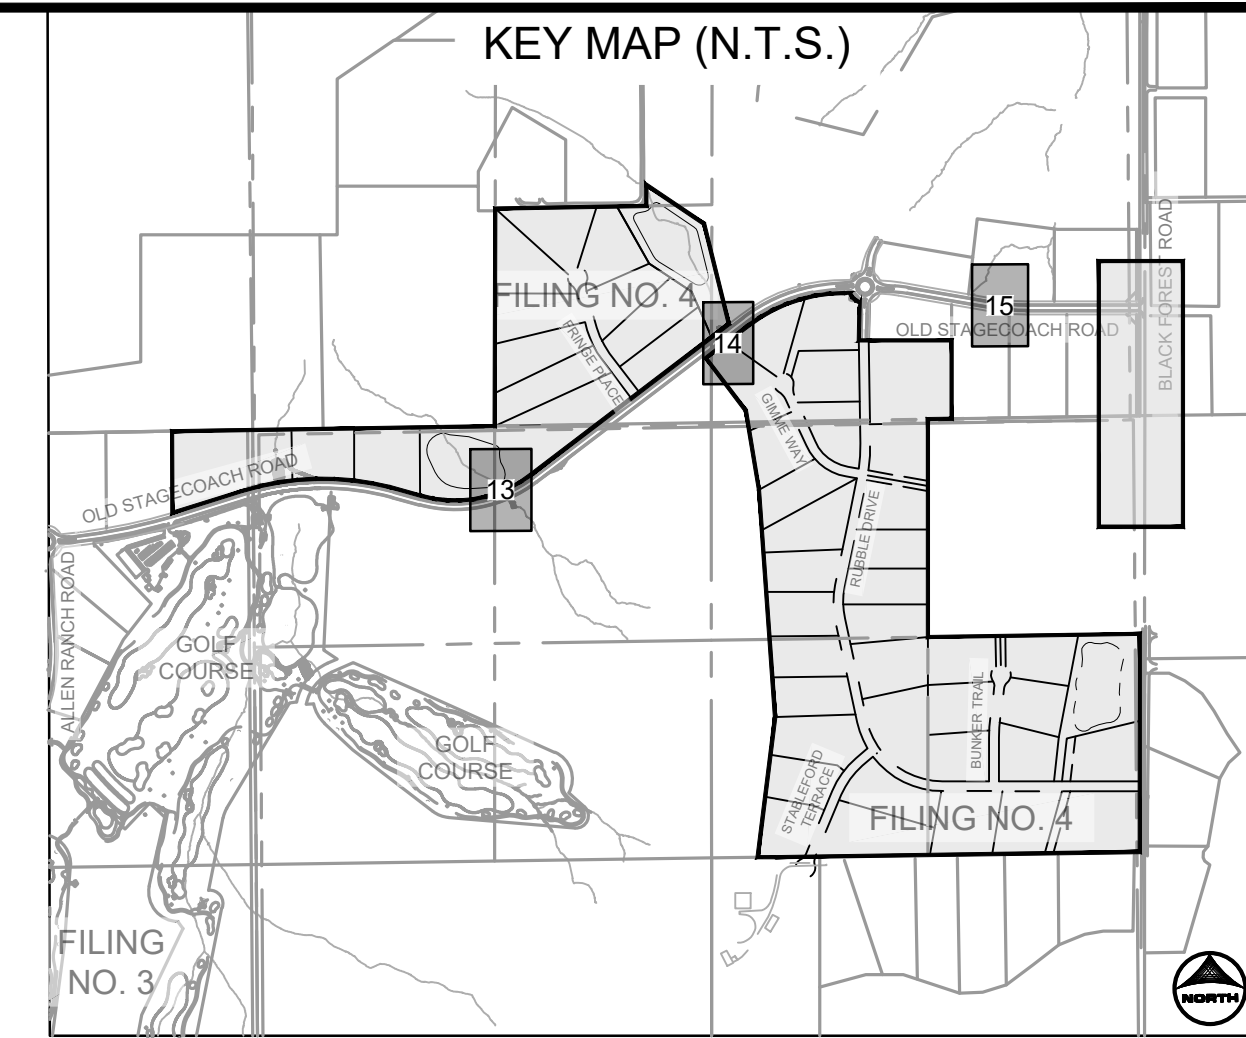 KEY MAP (N.T.S.)
FILING NO. 4
FRINGE PLACE
14
15
OLD STAGECOACH ROAD
BLACK FOREST ROAD
GIMME WAY
OLD STAGECOACH ROAD
13
RUBBLE DRIVE
ALLEN RANCH ROAD
GOLF
COURSE
GOLF
COURSE
BUNKER TRAIL
STABLEFORD
TERRACE
FILING NO. 4
FILING
NO. 3
NORTH